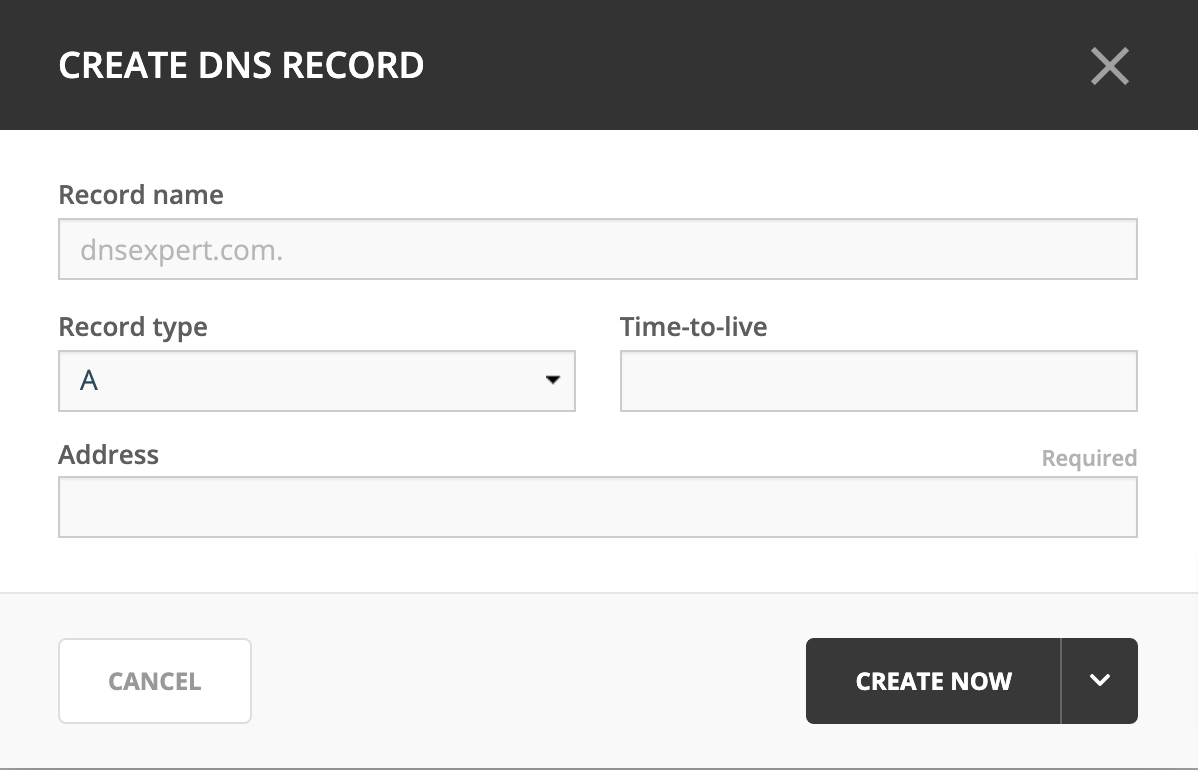 CREATE DNS RECORD
Record name
dnsexpert.com.
Record type
Time-to-live
A
Address
Required
CANCEL
CREATE NOW